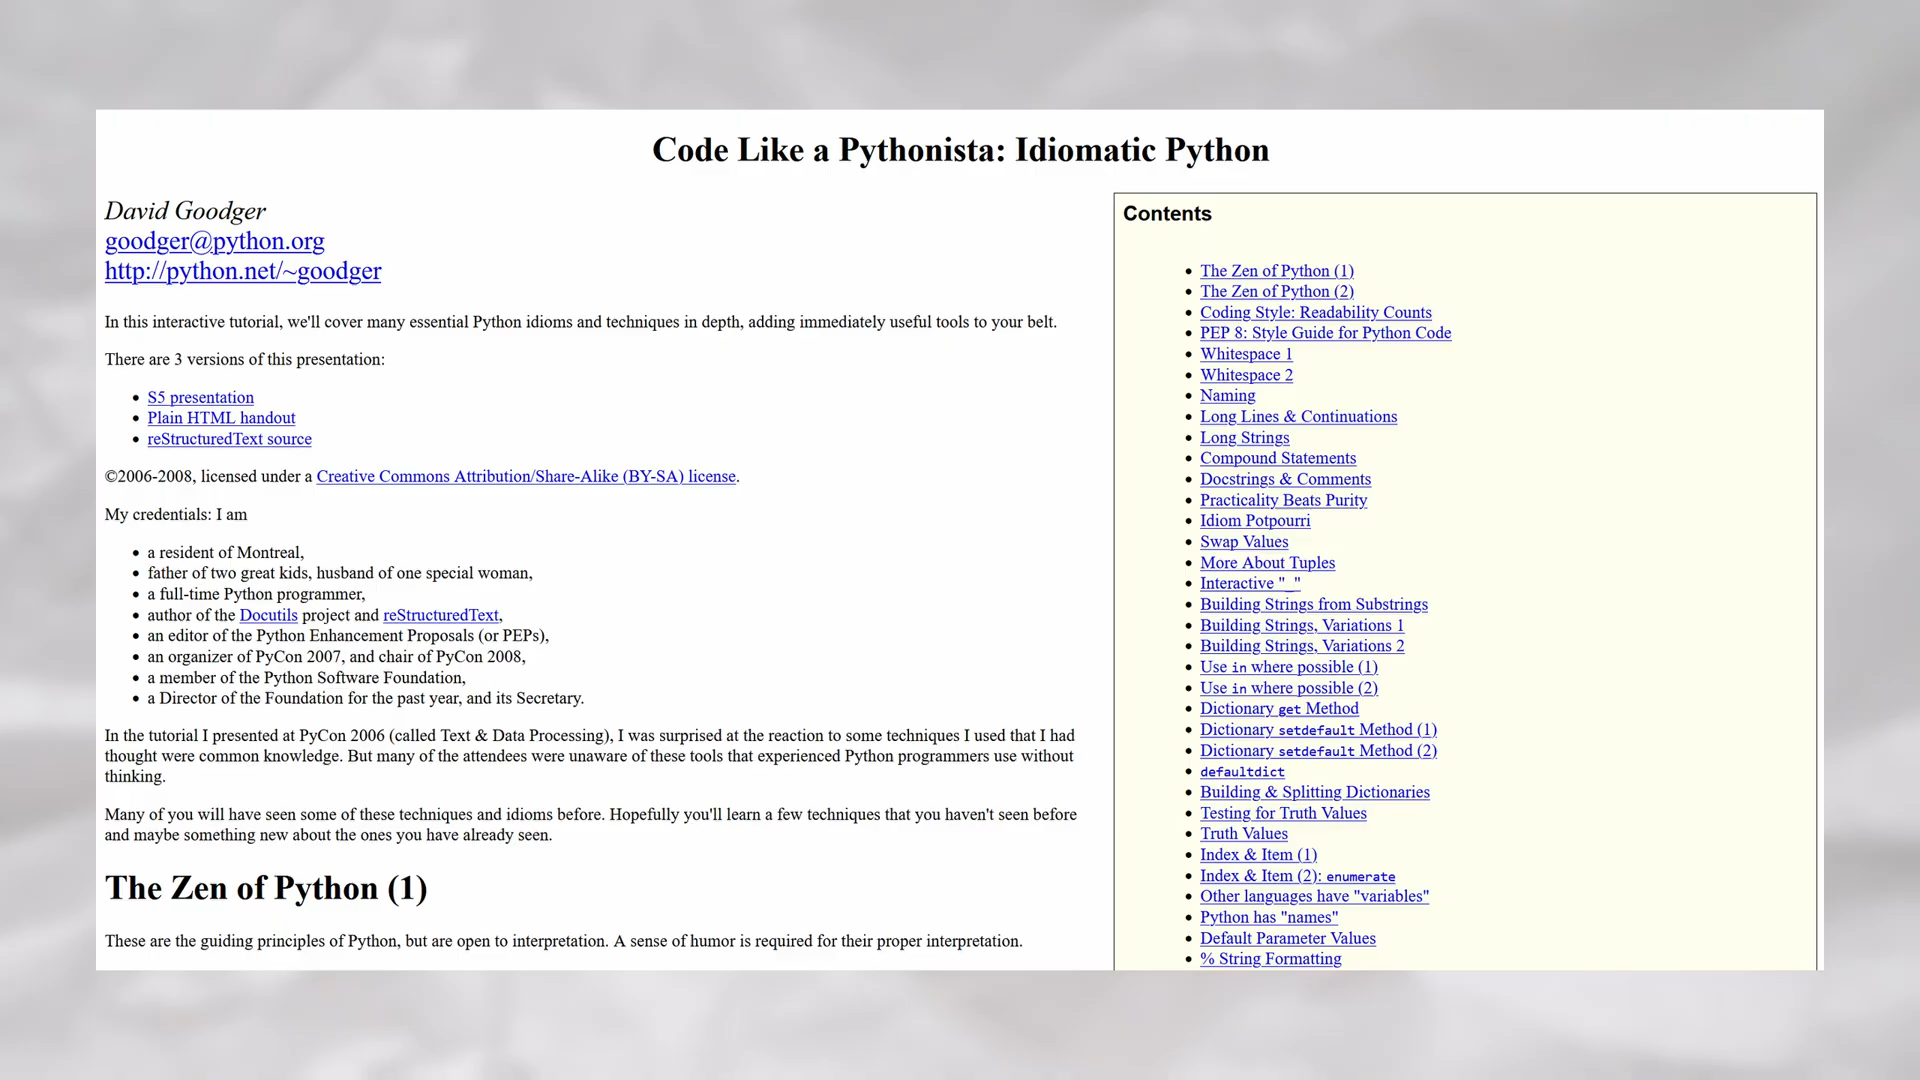 Code Like a Pythonista: Idiomatic Python
David Goodger
goodger@python.org
http://python.net/~goodger
In this interactive tutorial, we'll cover many essential Python idioms and techniques in depth, adding immediately useful tools to your belt.
There are 3 versions of this presentation:
S5 presentation
Plain HTML handout
reStructuredText source
©2006-2008, licensed under a Creative Commons Attribution/Share-Alike (BY-SA) license.
My credentials: I am
a resident of Montreal,
father of two great kids, husband of one special woman,
a full-time Python programmer,
author of the Docutils project and reStructuredText,
an editor of the Python Enhancement Proposals (or PEPs),
an organizer of PyCon 2007, and chair of PyCon 2008,
a member of the Python Software Foundation,
a Director of the Foundation for the past year, and its Secretary.
In the tutorial I presented at PyCon 2006 (called Text & Data Processing), I was surprised at the reaction to some techniques I used that I had
thought were common knowledge. But many of the attendees were unaware of these tools that experienced Python programmers use without
thinking.
Many of you will have seen some of these techniques and idioms before. Hopefully you'll learn a few techniques that you haven't seen before
and maybe something new about the ones you have already seen.
The Zen of Python (1)
These are the guiding principles of Python, but are open to interpretation. A sense of humor is required for their proper interpretation.
Contents
The Zen of Python (1)
The Zen of Python (2)
Coding Style: Readability Counts
PEP 8: Style Guide for Python Code
Whitespace 1
Whitespace 2
Naming
Long Lines & Continuations
Long Strings
Compound Statements
Docstrings & Comments
Practicality Beats Purity
Idiom Potpourri
Swap Values
More About Tuples
Interactive "_"
Building Strings from Substrings
Building Strings, Variations 1
Building Strings, Variations 2
Use in where possible (1)
Use in where possible (2)
Dictionary get Method
Dictionary setdefault Method (1)
Dictionary setdefault Method (2)
defaultdict
Building & Splitting Dictionaries
Testing for Truth Values
Truth Values
Index & Item (1)
Index & Item (2): enumerate
Other languages have "variables"
Python has "names"
Default Parameter Values
% String Formatting